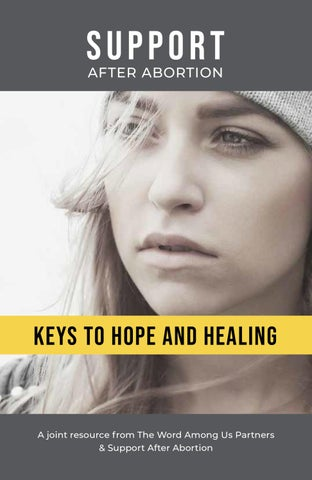 SUPPORT
AFTER ABORTION
KEYS TO HOPE AND HEALING
A joint resource from The Word Among Us Partners
& Support After Abortion